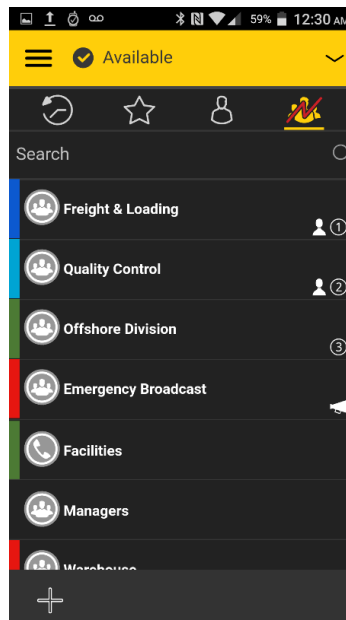 59% 12:30 AM
Available
Search
Freight & Loading
1
Quality Control
2
Offshore Division
3
Emergency Broadcast
Facilities
Managers
Warehouse